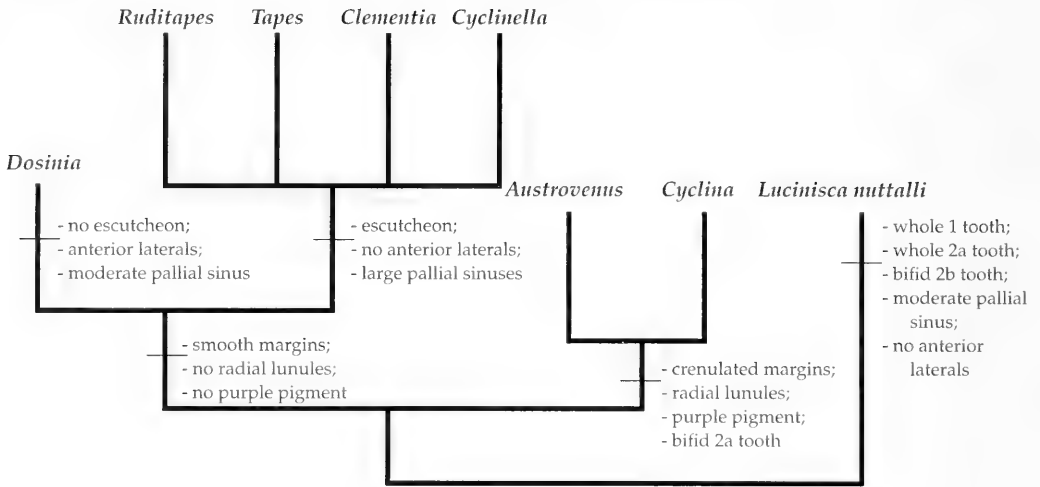 Ruditapes Tapes Clementia Cyclinella
Dosinia
Austrovenus Cyclina Lucinisca nuttalli
- no escutcheon;
- anterior laterals;
- moderate pallial sinus
- escutcheon;
- no anterior laterals;
- large pallial sinuses
- whole 1 tooth;
- whole 2a tooth;
- bifid 2b tooth;
- moderate pallial
sinus;
- no anterior
laterals
- smooth margins;
- no radial lunules;
- no purple pigment
- crenulated margins;
- radial lunules;
- purple pigment;
- bifid 2a tooth